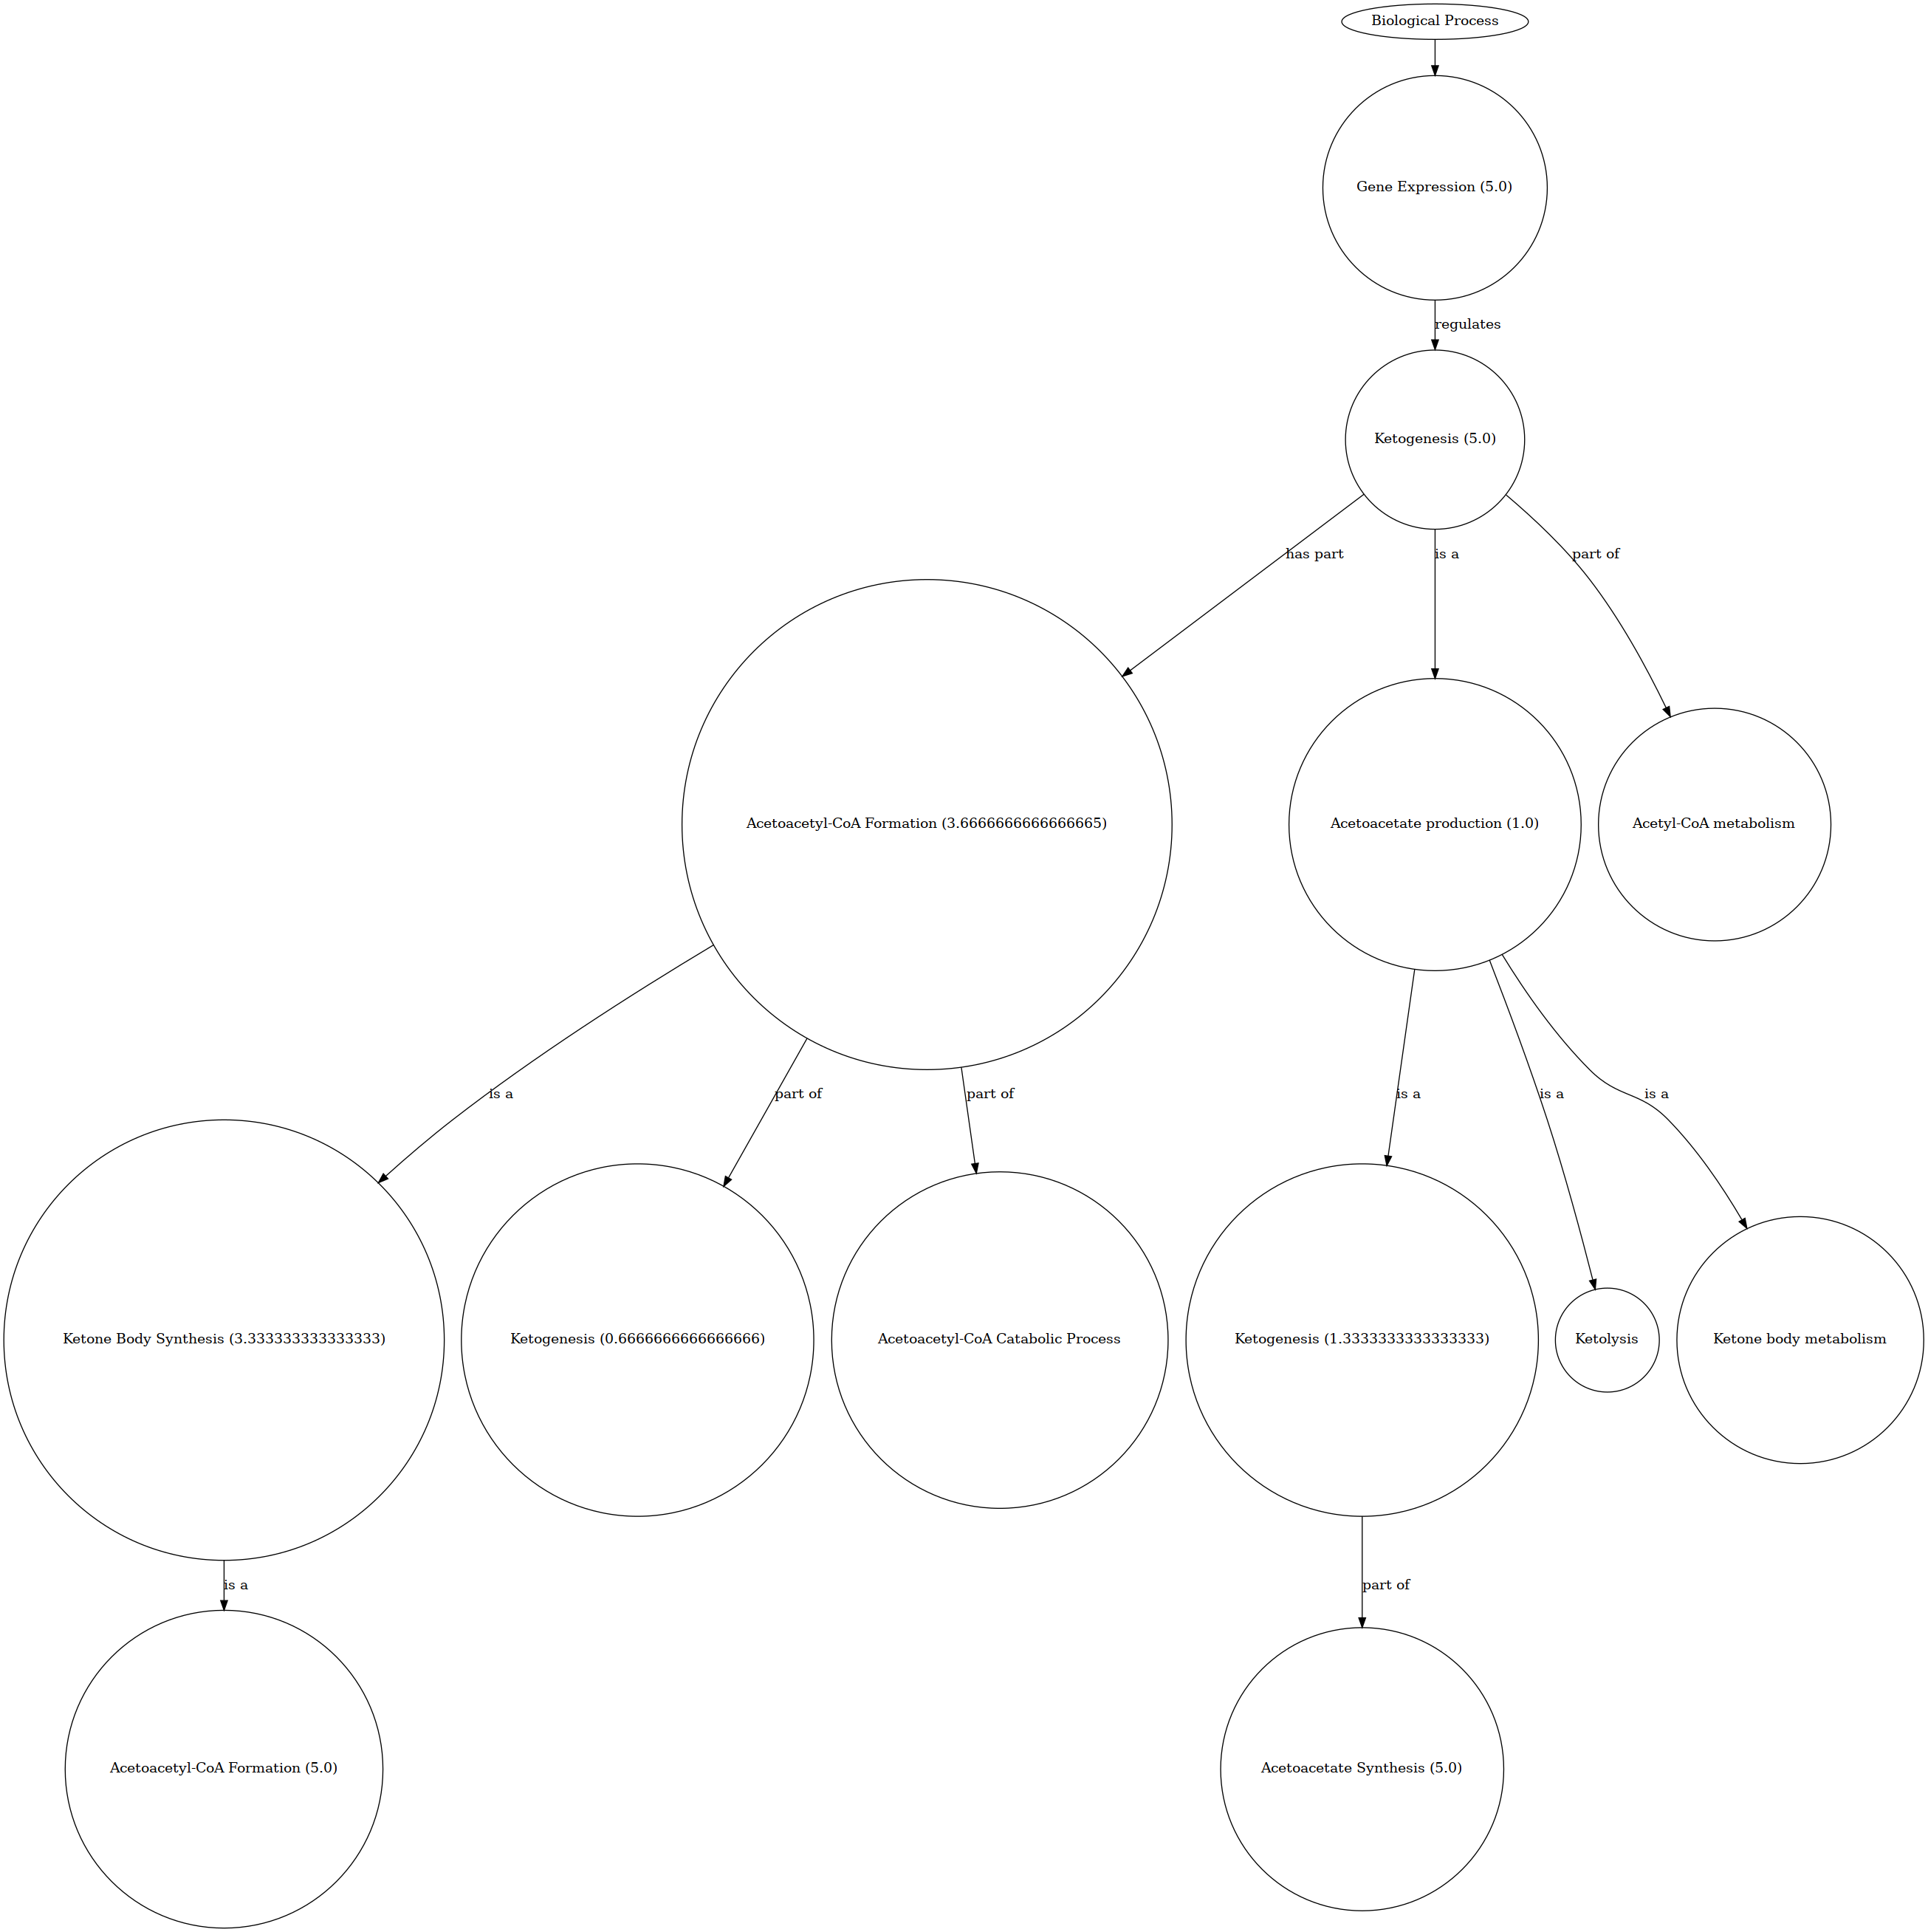 Biological Process
Gene Expression (5.0)
regulates
Ketogenesis (5.0)
has part
is a
part of
Acetoacetyl-CoA Formation (3.6666666666666665)
Acetoacetate production (1.0)
Acetyl-CoA metabolism
is a
part of
part of
is a
is a
is a
Ketone Body Synthesis (3.333333333333333)
Ketogenesis (0.6666666666666666)
Acetoacetyl-CoA Catabolic Process
Ketogenesis (1.3333333333333333)
Ketolysis
Ketone body metabolism
is a
part of
Acetoacetyl-CoA Formation (5.0)
Acetoacetate Synthesis (5.0)